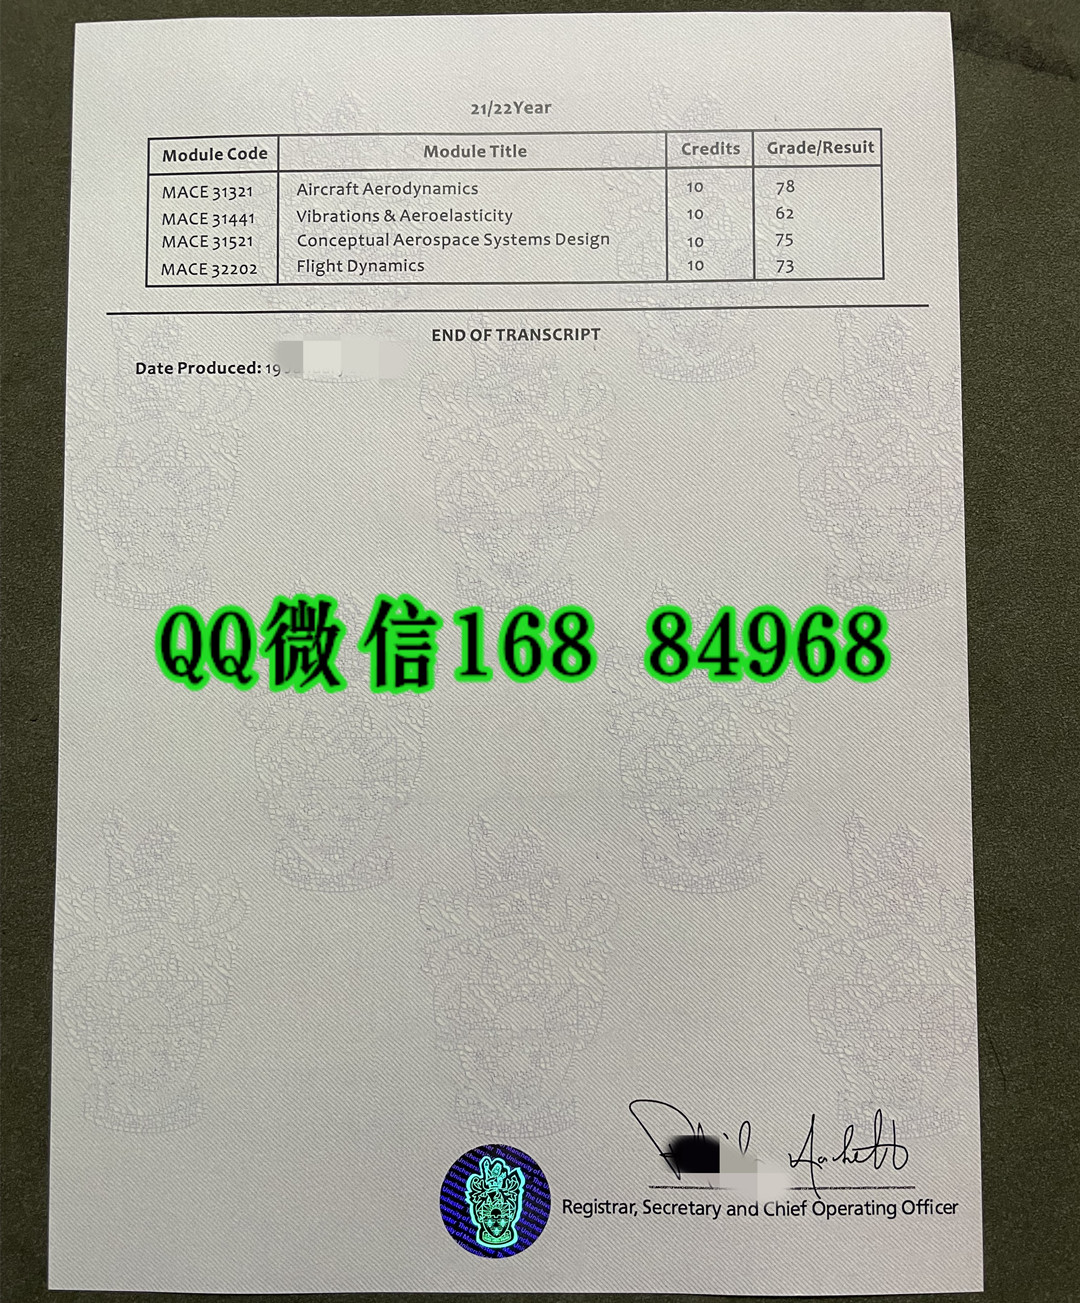 21/22Year
Module Code Module Title Credits Grade/Resuit
MACE 31321 Aircraft Aerodynamics 10 78
MACE 31441 Vibrations & Aeroelasticity 10 62
MACE 31521 Conceptual Aerospace Systems Design 10 75
MACE 32202 Flight Dynamics 10 73
END OF TRANSCRIPT
Date Produced: 19
QQ微信168 84968
Registrar, Secretary and Chief Operating Officer